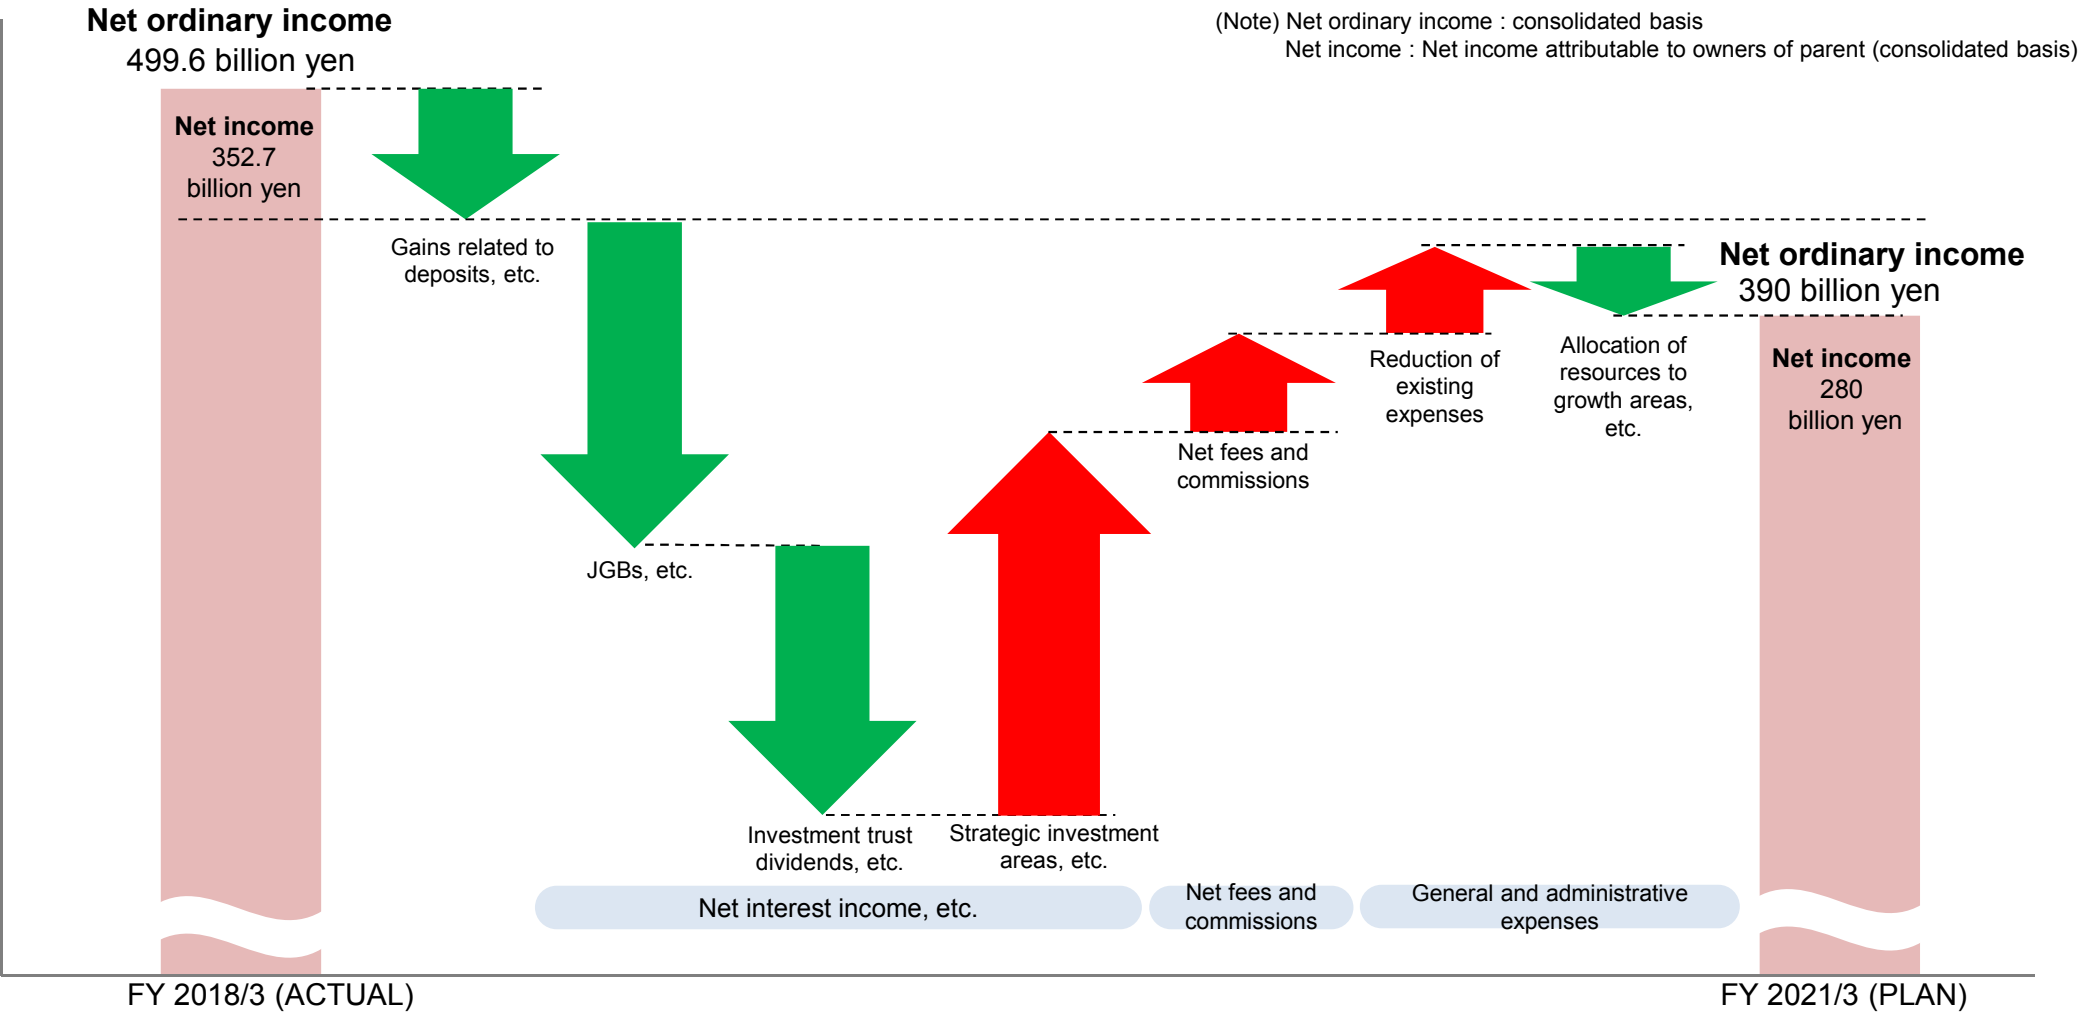 Net ordinary income
499.6 billion yen
(Note) Net ordinary income : consolidated basis
Net income : Net income attributable to owners of parent (consolidated basis)
Net income
352.7
billion yen
Gains related to
deposits, etc.
JGBs, etc.
Investment trust
dividends, etc.
Strategic investment
areas, etc.
Net fees and
commissions
Reduction of
existing
expenses
Allocation of
resources to
growth areas,
etc.
Net ordinary income
390 billion yen
Net income
280
billion yen
Net interest income, etc.
Net fees and
commissions
General and administrative
expenses
FY 2018/3 (ACTUAL)
FY 2021/3 (PLAN)